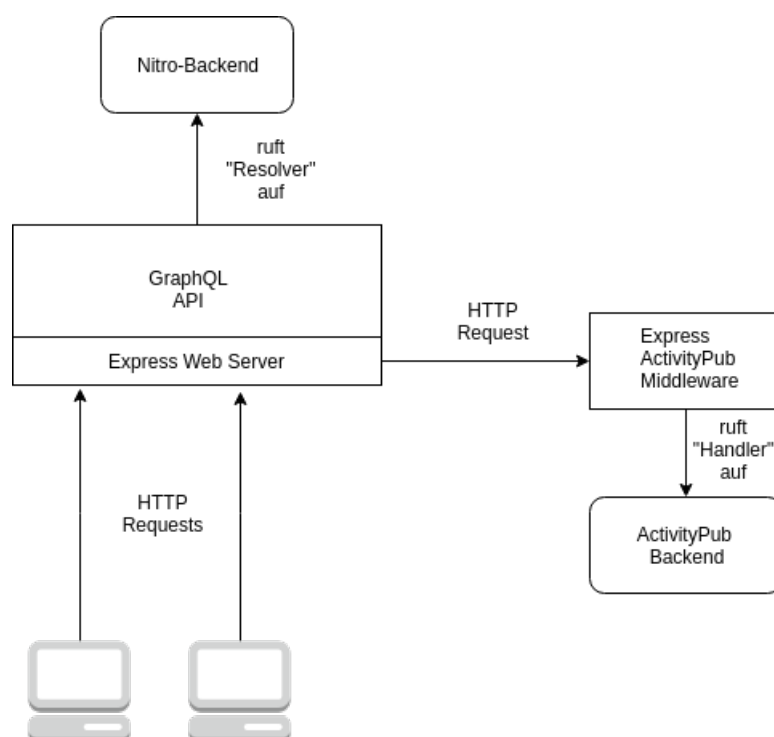 Nitro-Backend
ruft
"Resolver"
auf
GraphQL
API
Express Web Server
HTTP
Request
Express
ActivityPub
Middleware
ruft
"Handler"
auf
ActivityPub
Backend
HTTP
Requests